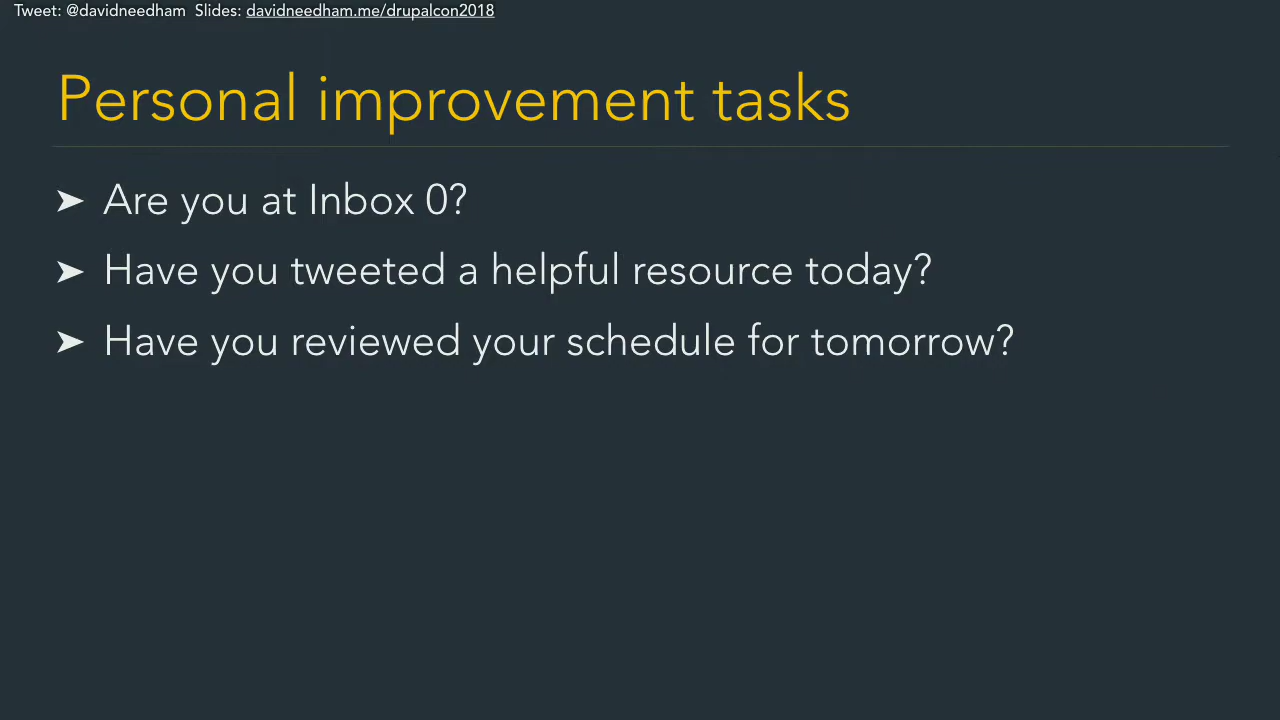 Tweet: @davidneedham Slides: davidneedham.me/drupalcon2018
Personal improvement tasks
➤ Are you at Inbox 0?
➤ Have you tweeted a helpful resource today?
➤ Have you reviewed your schedule for tomorrow?